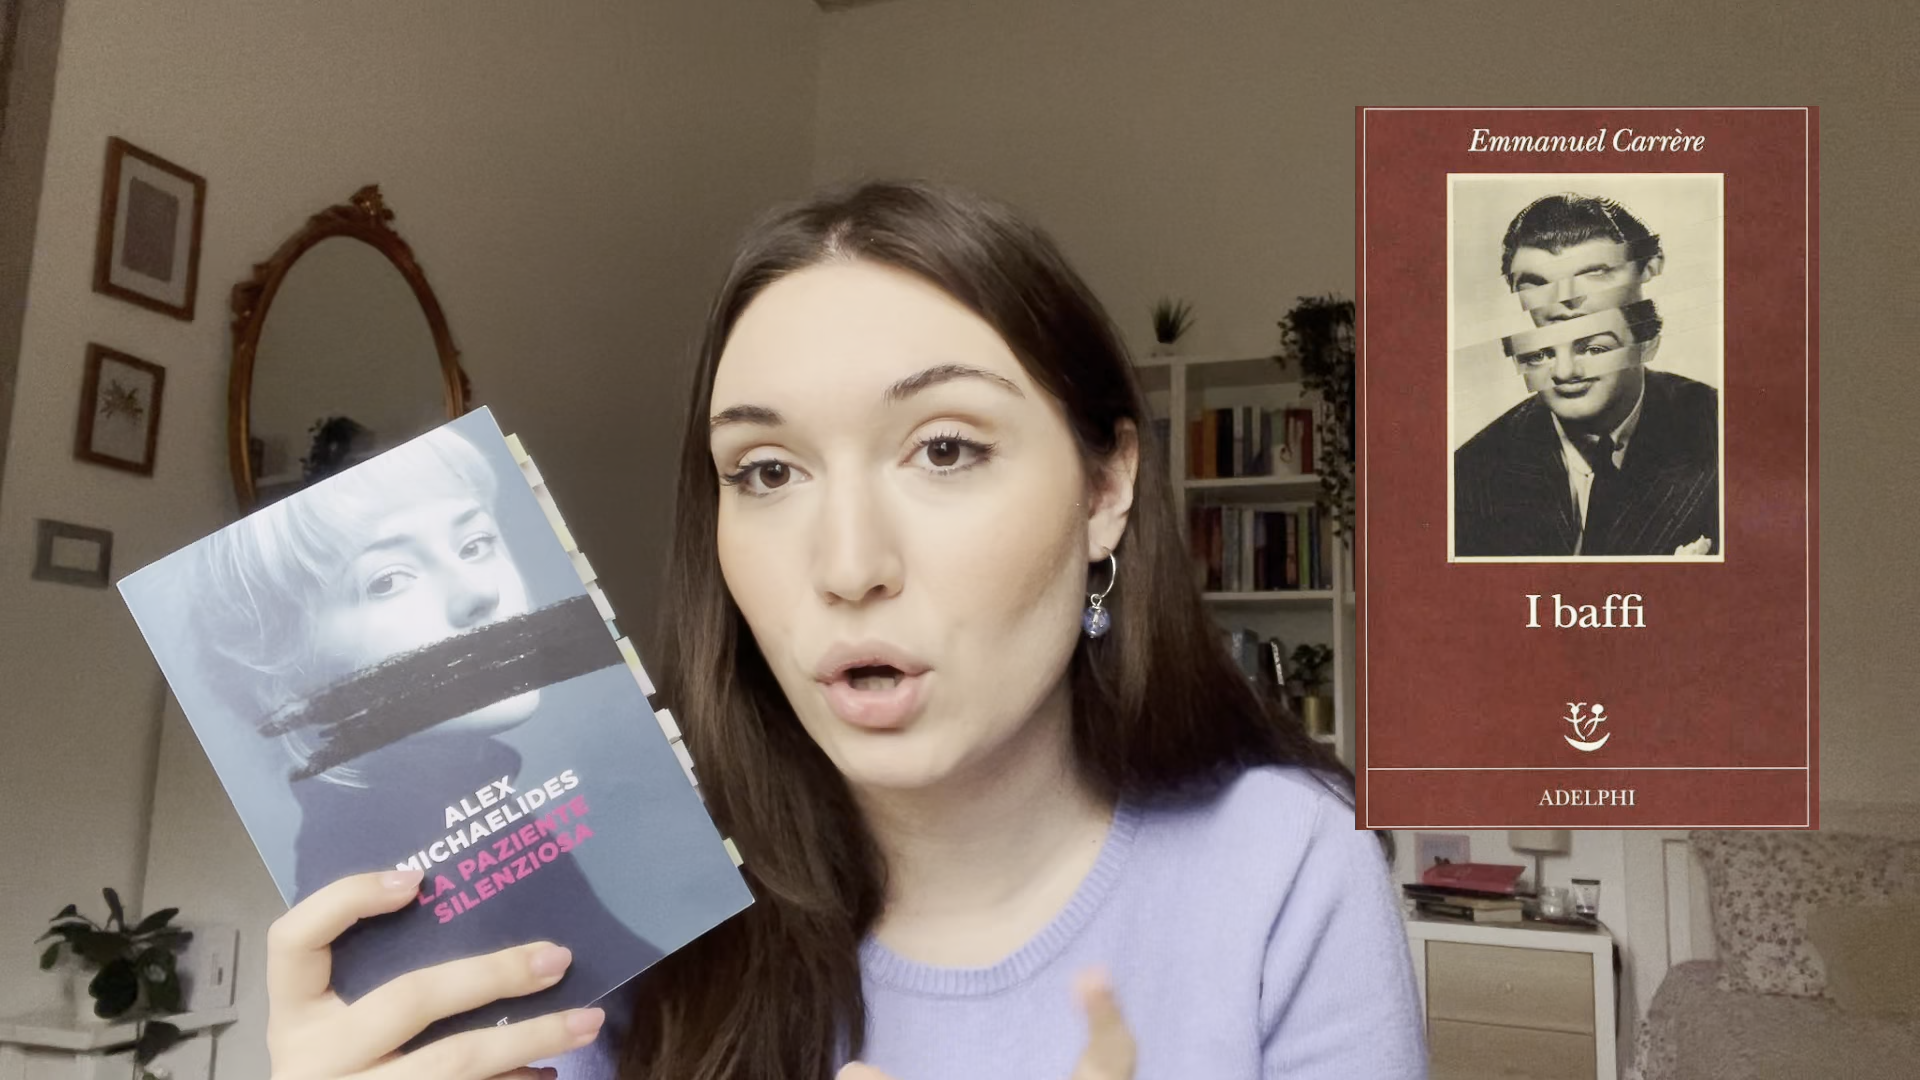 ALEX
MICHAELIDES
LA PAZIENTE
SILENZIOSA
Emmanuel Carrère
I baffi
ADELPHI